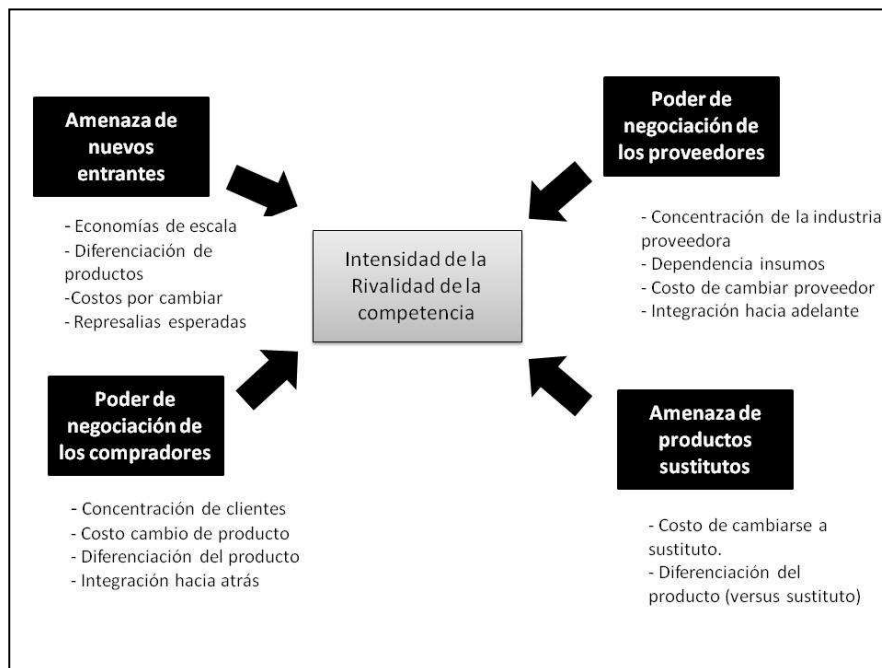 Amenaza de
nuevos
entrantes
- Economías de escala
- Diferenciación de
productos
-Costos por cambiar
- Represalias esperadas
Poder de
negociación de
los proveedores
- Concentración de la industria
proveedora
- Dependencia insumos
- Costo de cambiar proveedor
- Integración hacia adelante
Intensidad de la
Rivalidad de la
competencia
Poder de
negociación de
los compradores
- Concentración de clientes
- Costo cambio de producto
- Diferenciación del producto
- Integración hacia atrás
Amenaza de
productos
sustitutos
- Costo de cambiarse a
sustituto.
- Diferenciación del
producto (versus sustituto)